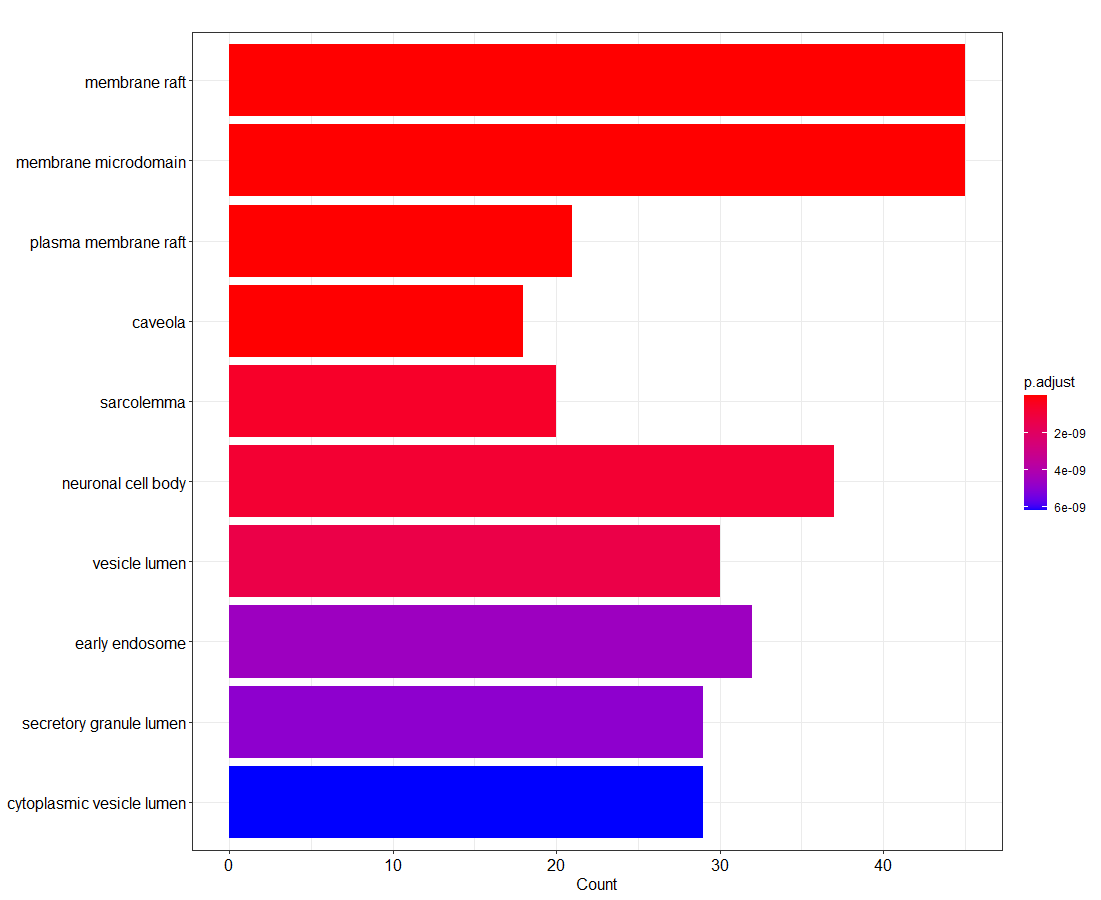 membrane raft
membrane microdomain
plasma membrane raft
caveola
sarcolemma
neuronal cell body
vesicle lumen
early endosome
secretory granule lumen
cytoplasmic vesicle lumen
0 10 20 30 40
Count
p.adjust
2e-09
4e-09
6e-09